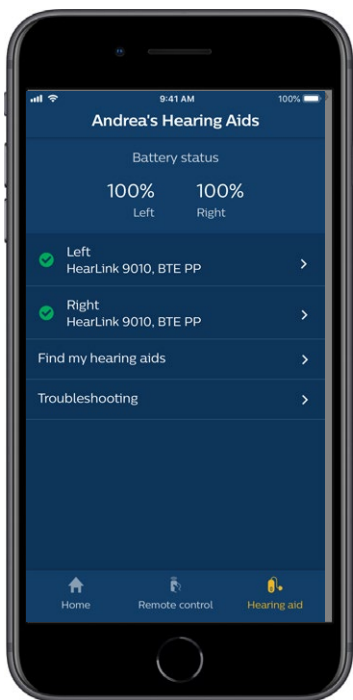 9:41 AM
100%
Andrea's Hearing Aids
Battery status
100% 100%
Left Right
Left
HearLink 9010, BTE PP
Right
HearLink 9010, BTE PP
Find my hearing aids
Troubleshooting
Home Remote control Hearing aid